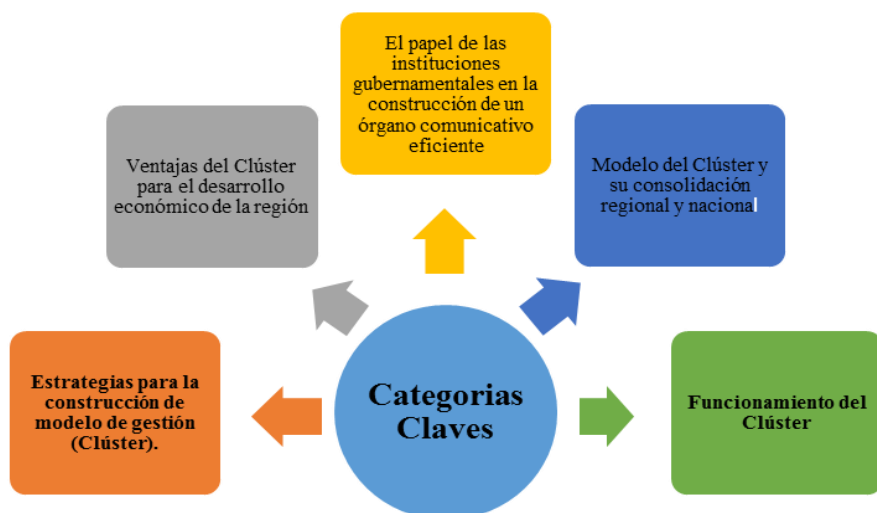 El papel de las
instituciones
gubernamentales en la
construcción de un
órgano comunicativo
eficiente
Ventajas del Clúster
para el desarrollo
económico de la región
Modelo del Clúster y
su consolidación
regional y nacional
Estrategias para la
construcción de
modelo de gestión
(Clúster).
Categorias
Claves
Funcionamiento del
Clúster